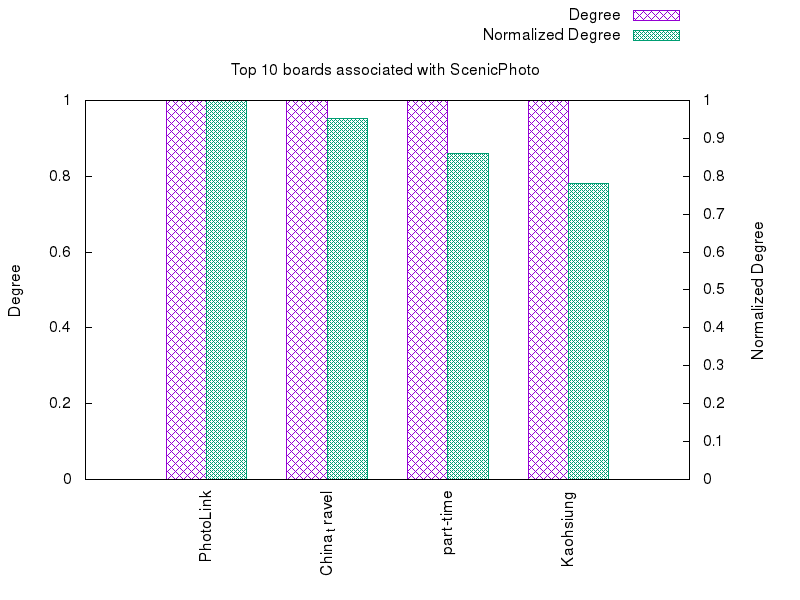 Degree
Normalized Degree
Top 10 boards associated with ScenicPhoto
1
0.8
0.6
0.4
0.2
0
1
0.9
0.8
0.7
0.6
0.5
0.4
0.3
0.2
0.1
0
Degree
Normalized Degree
PhotoLink
China t ravel
part-time
Kaohsiung